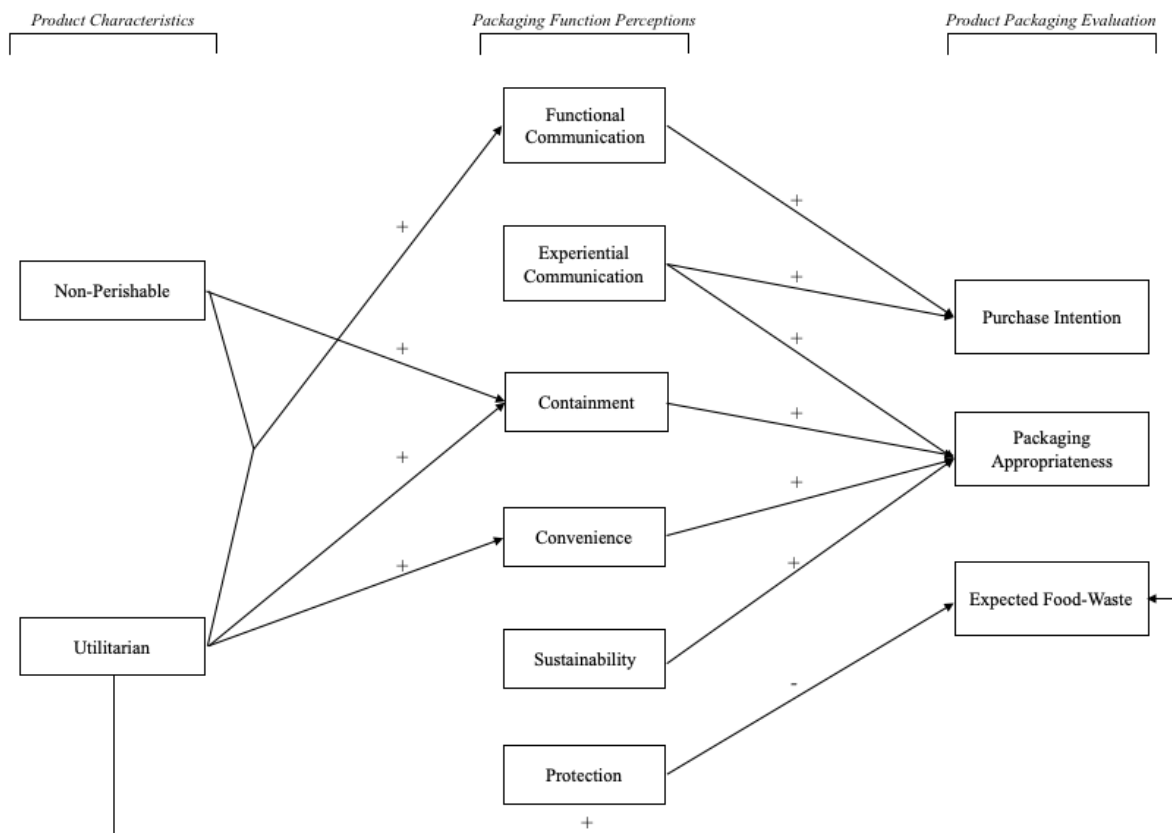 Product Characteristics
Packaging Function Perceptions
Product Packaging Evaluation
Functional
Communication
+
+
Experiential
Communication
+
Non-Perishable
Purchase Intention
+
+
Containment
+
Packaging
Appropriateness
+
+
Convenience
+
+
Expected Food-Waste
Utilitarian
Sustainability
-
Protection
+